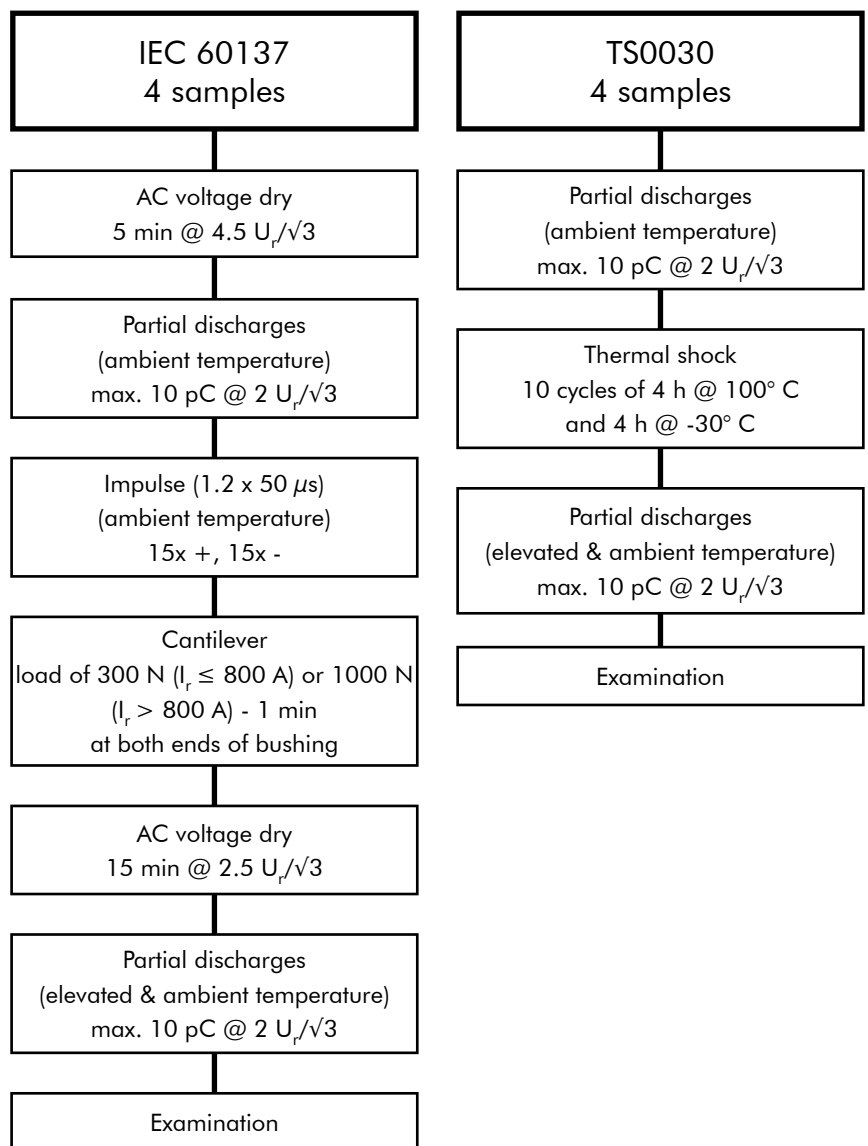 IEC 60137
4 samples
AC voltage dry
5 min @ 4.5 Uᵣ/√3
Partial discharges
(ambient temperature)
max. 10 pC @ 2 Uᵣ/√3
Impulse (1.2 x 50 µs)
(ambient temperature)
15x +, 15x -
Cantilever
load of 300 N (Iᵣ ≤ 800 A) or 1000 N
(Iᵣ > 800 A) - 1 min
at both ends of bushing
AC voltage dry
15 min @ 2.5 Uᵣ/√3
Partial discharges
(elevated & ambient temperature)
max. 10 pC @ 2 Uᵣ/√3
Examination
TS0030
4 samples
Partial discharges
(ambient temperature)
max. 10 pC @ 2 Uᵣ/√3
Thermal shock
10 cycles of 4 h @ 100° C
and 4 h @ -30° C
Partial discharges
(elevated & ambient temperature)
max. 10 pC @ 2 Uᵣ/√3
Examination